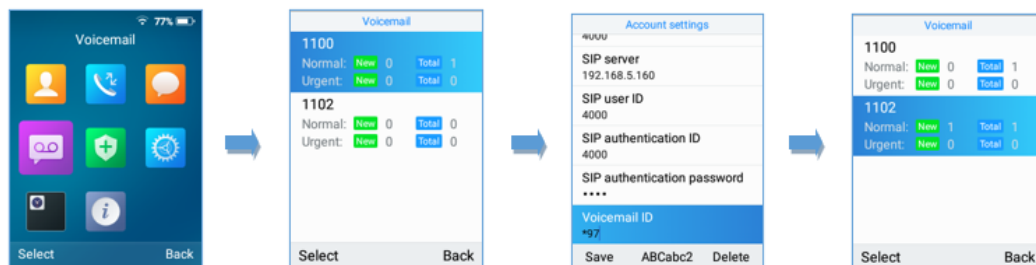 77%
Voicemail
Select Back
Voicemail
1100
Normal: New 0 Total 1
Urgent: New 0 Total 0
1102
Normal: New 0 Total 0
Urgent: New 0 Total 0
Select Back
Account settings
4000
SIP server
192.168.5.160
SIP user ID
4000
SIP authentication ID
4000
SIP authentication password
••••
Voicemail ID
*97
Save ABCabc2 Delete
Voicemail
1100
Normal: New 0 Total 1
Urgent: New 0 Total 0
1102
Normal: New 1 Total 1
Urgent: New 0 Total 0
Select Back